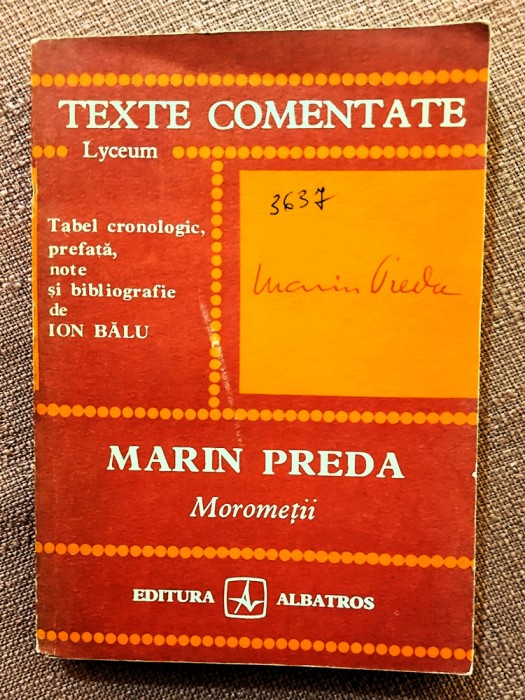 TEXTE COMENTATE
Lyceum
Tabel cronologic,
prefață,
note
și bibliografie
de
ION BĂLU
3637
Marin Preda
MARIN PREDA
Moromeții
EDITURA ALBATROS